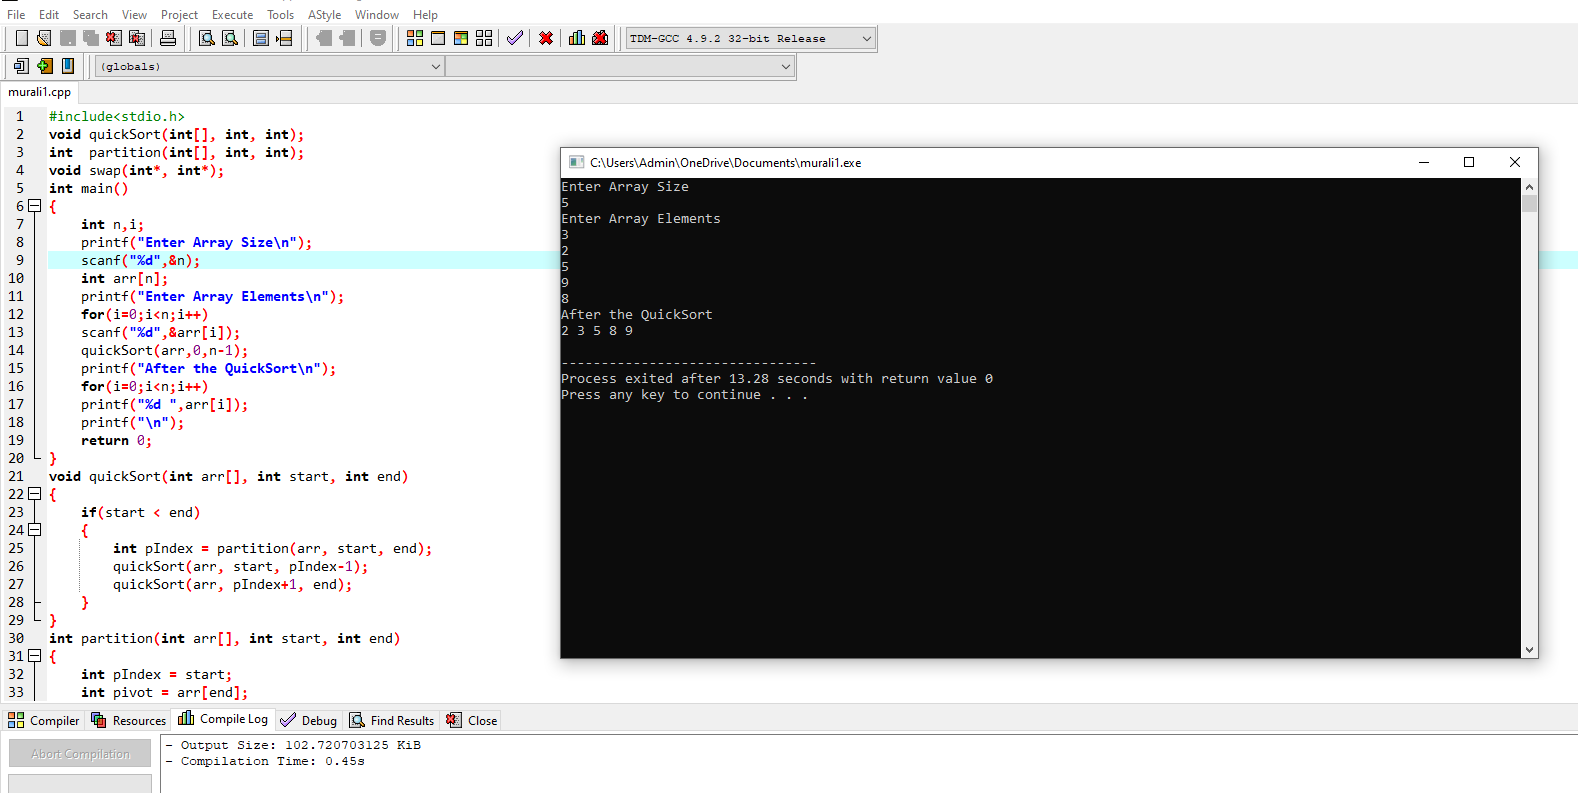 File Edit Search View Project Execute Tools AStyle Window Help
TDM-GCC 4.9.2 32-bit Release
(globals)
murali1.cpp
1 #include<stdio.h>
2 void quickSort(int[], int, int);
3 int  partition(int[], int, int);
4 void swap(int*, int*);
5 int main()
6 {
7 int n,i;
8 printf("Enter Array Size\n");
9 scanf("%d",&n);
10 int arr[n];
11 printf("Enter Array Elements\n");
12 for(i=0;i<n;i++)
13 scanf("%d",&arr[i]);
14 quickSort(arr,0,n-1);
15 printf("After the QuickSort\n");
16 for(i=0;i<n;i++)
17 printf("%d ",arr[i]);
18 printf("\n");
19 return 0;
20 }
21 void quickSort(int arr[], int start, int end)
22 {
23 if(start < end)
24 {
25 int pIndex = partition(arr, start, end);
26 quickSort(arr, start, pIndex-1);
27 quickSort(arr, pIndex+1, end);
28 }
29 }
30 int partition(int arr[], int start, int end)
31 {
32 int pIndex = start;
33 int pivot = arr[end];
C:\Users\Admin\OneDrive\Documents\murali1.exe
Enter Array Size
5
Enter Array Elements
3
2
5
9
8
After the QuickSort
2 3 5 8 9
--------------------------------
Process exited after 13.28 seconds with return value 0
Press any key to continue . . .
Compiler Resources Compile Log Debug Find Results Close
Abort Compilation
- Output Size: 102.720703125 KiB
- Compilation Time: 0.45s